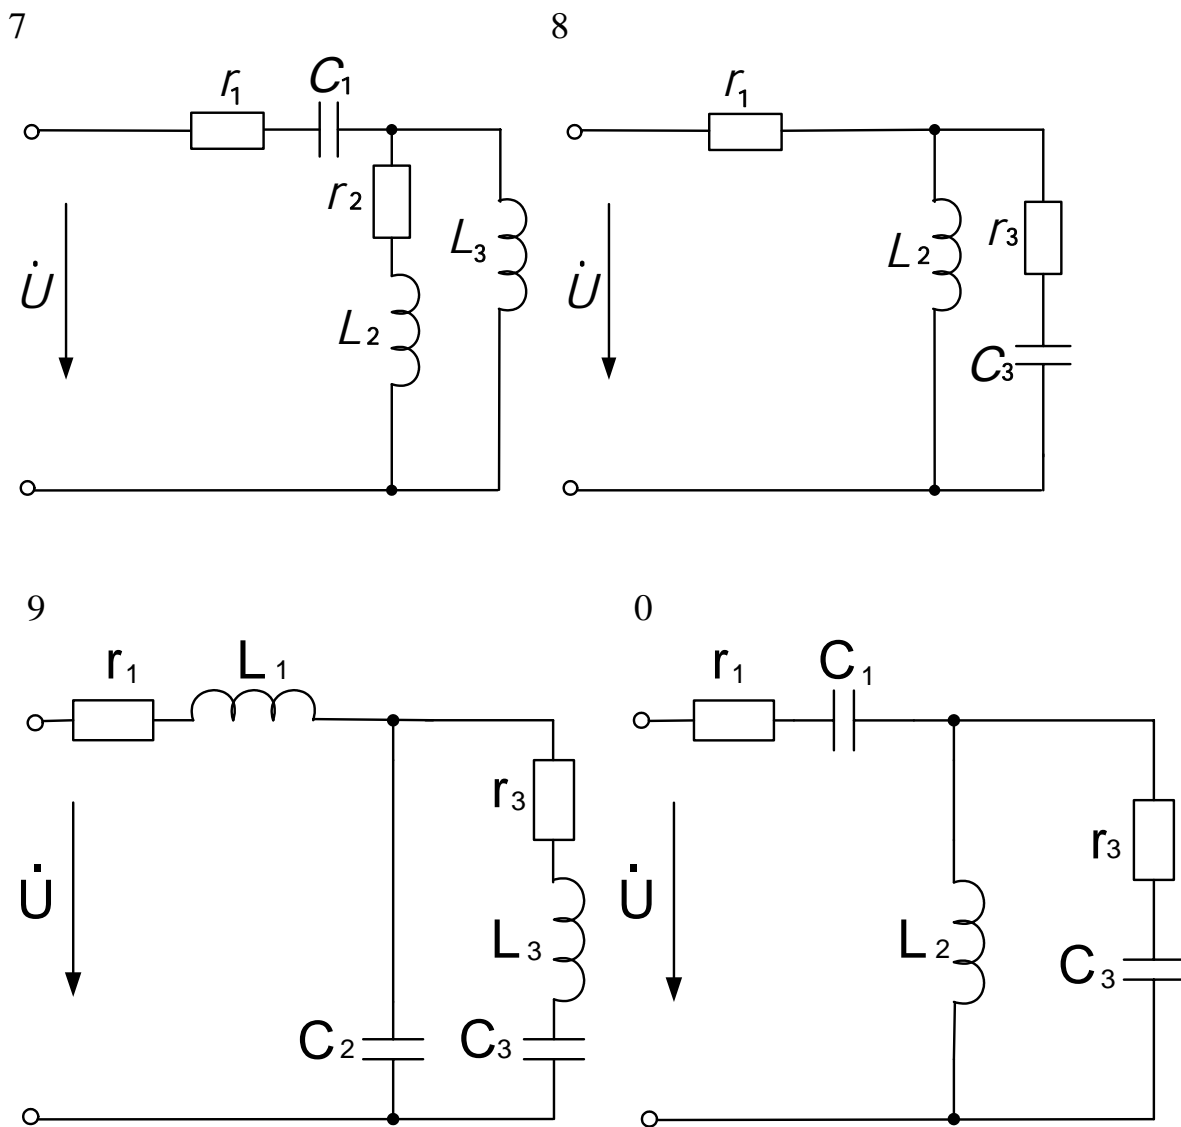 7 8
r1 C1 r1
r2 L3 L2 r3
U̇ U̇
L2 C3
9 0
r1 L1 r1 C1
r3 r3
U̇ L3 U̇ L2 C3
C2 C3